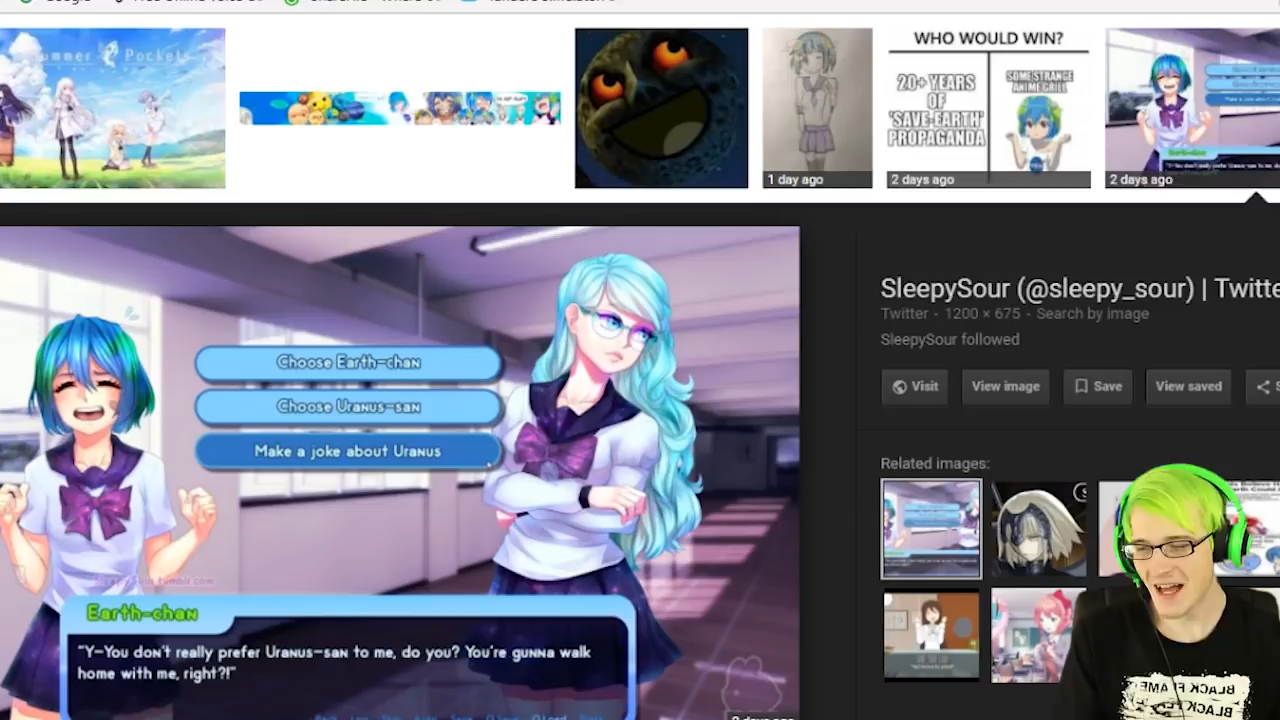 Summer Pockets
WHO WOULD WIN?
20+ YEARS
OF
'SAVE EARTH'
PROPAGANDA
SOME STRANGE
ANIME GRILL
1 day ago
2 days ago
2 days ago
Choose Earth-chan
Choose Uranus-san
Make a joke about Uranus
Earth-chan
"Y-You don't really prefer Uranus-san to me, do you? You're gunna walk
home with me, right?!"
SleepySour (@sleepy_sour) | Twitte
Twitter - 1200 × 675 - Search by image
SleepySour followed
Visit
View image
Save
View saved
Related images:
BLACK FLAME